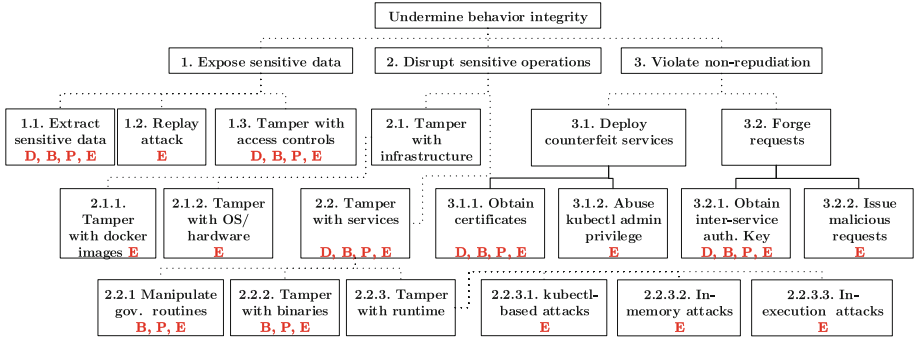 Undermine behavior integrity
1. Expose sensitive data
2. Disrupt sensitive operations
3. Violate non-repudiation
1.1. Extract
sensitive data
D, B, P, E
1.2. Replay
attack
E
1.3. Tamper with
access controls
D, B, P, E
2.1. Tamper
with
infrastructure
3.1. Deploy
counterfeit services
3.2. Forge
requests
2.1.1.
Tamper
with docker
images E
2.1.2. Tamper
with OS/
hardware
E
2.2. Tamper
with services
D, B, P, E
3.1.1. Obtain
certificates
D, B, P, E
3.1.2. Abuse
kubectl admin
privilege
E
3.2.1. Obtain
inter-service
auth. Key
D, B, P, E
3.2.2. Issue
malicious
requests
E
2.2.1 Manipulate
gov. routines
B, P, E
2.2.2. Tamper
with binaries
B, P, E
2.2.3. Tamper
with runtime
2.2.3.1. kubectl-
based attacks
E
2.2.3.2. In-
memory attacks
E
2.2.3.3. In-
execution attacks
E